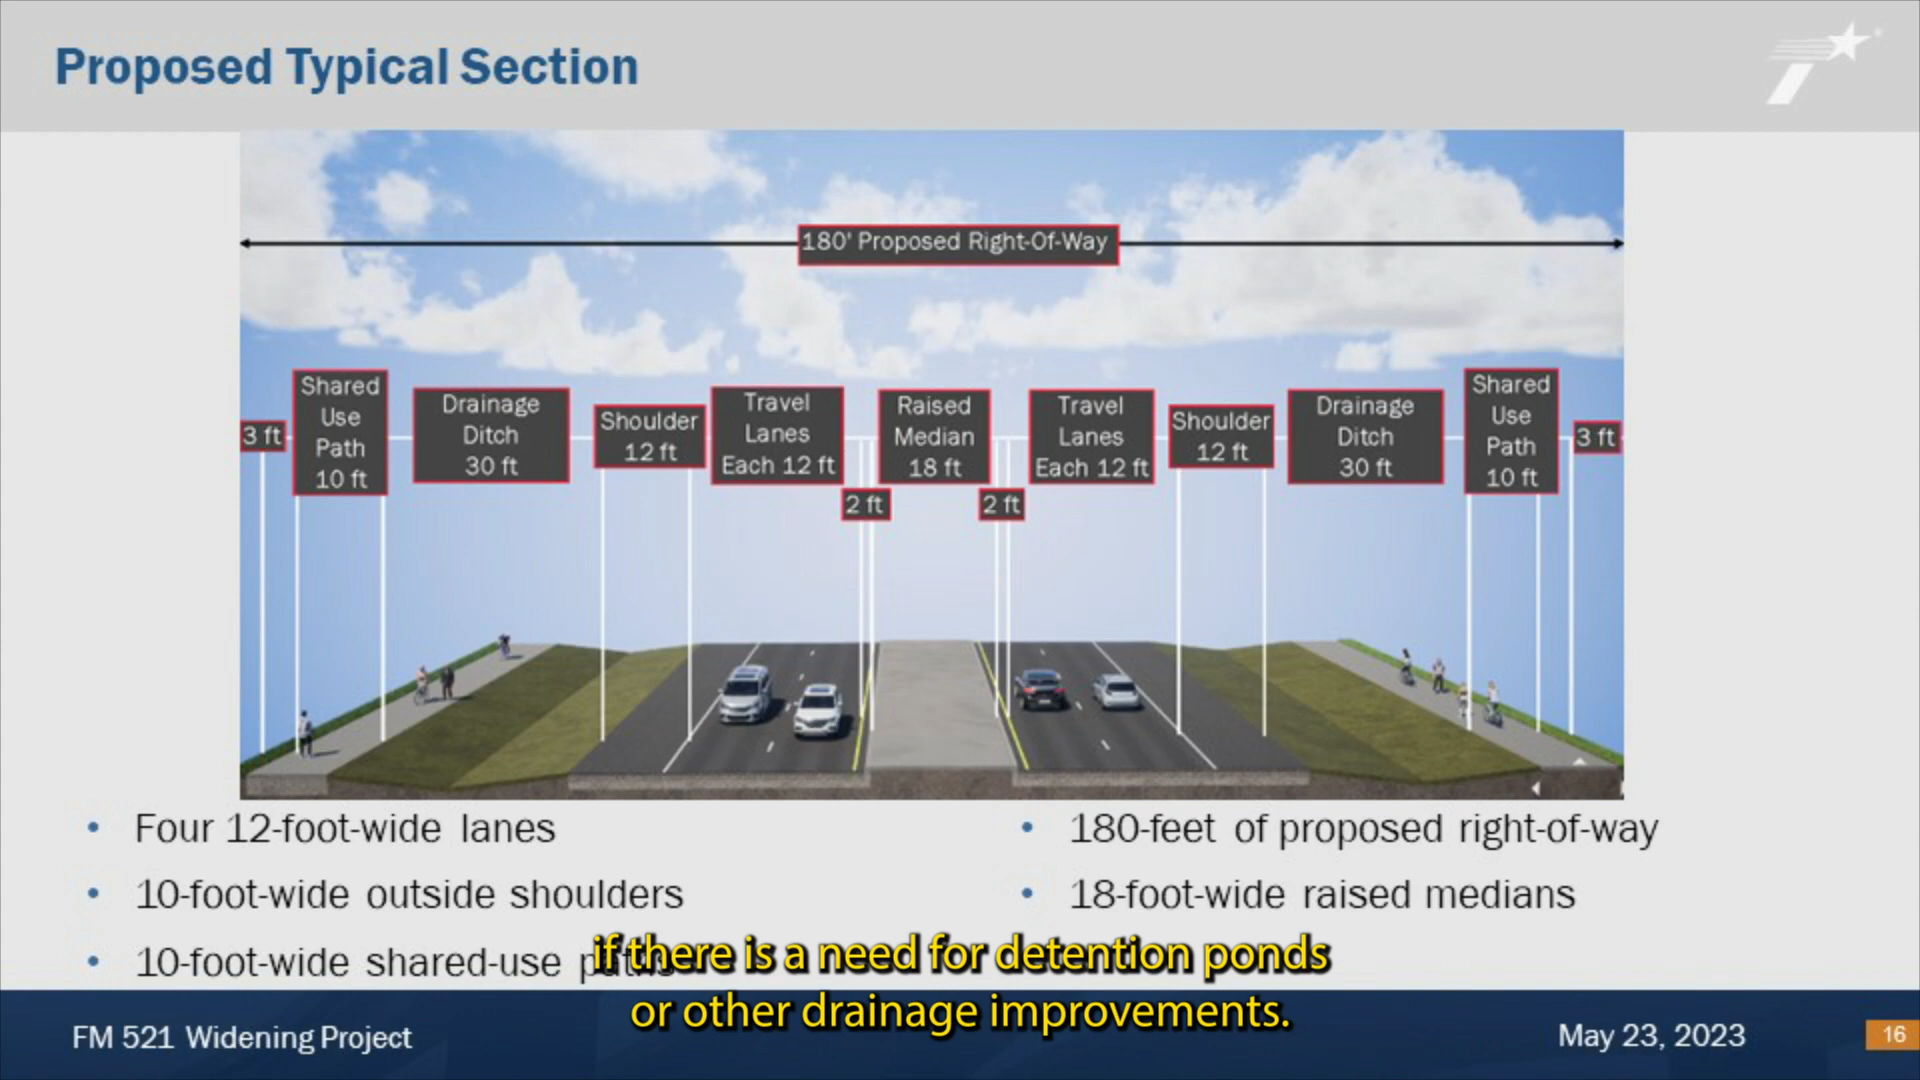 Proposed Typical Section
180' Proposed Right-Of-Way
3 ft
Shared
Use
Path
10 ft
Drainage
Ditch
30 ft
Shoulder
12 ft
Travel
Lanes
Each 12 ft
2 ft
Raised
Median
18 ft
2 ft
Travel
Lanes
Each 12 ft
Shoulder
12 ft
Drainage
Ditch
30 ft
Shared
Use
Path
10 ft
3 ft
• Four 12-foot-wide lanes
• 10-foot-wide outside shoulders
• 10-foot-wide shared-use
• 180-feet of proposed right-of-way
• 18-foot-wide raised medians
if there is a need for detention ponds
or other drainage improvements.
FM 521 Widening Project
May 23, 2023
16